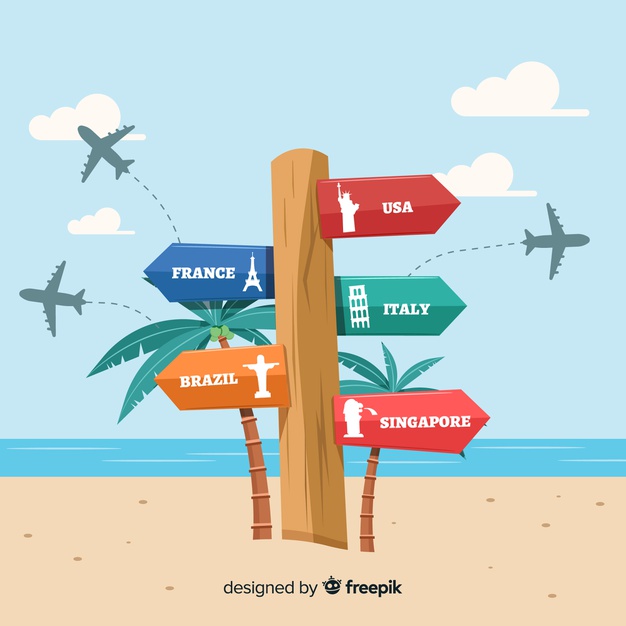 USA
FRANCE
ITALY
BRAZIL
SINGAPORE
designed by freepik